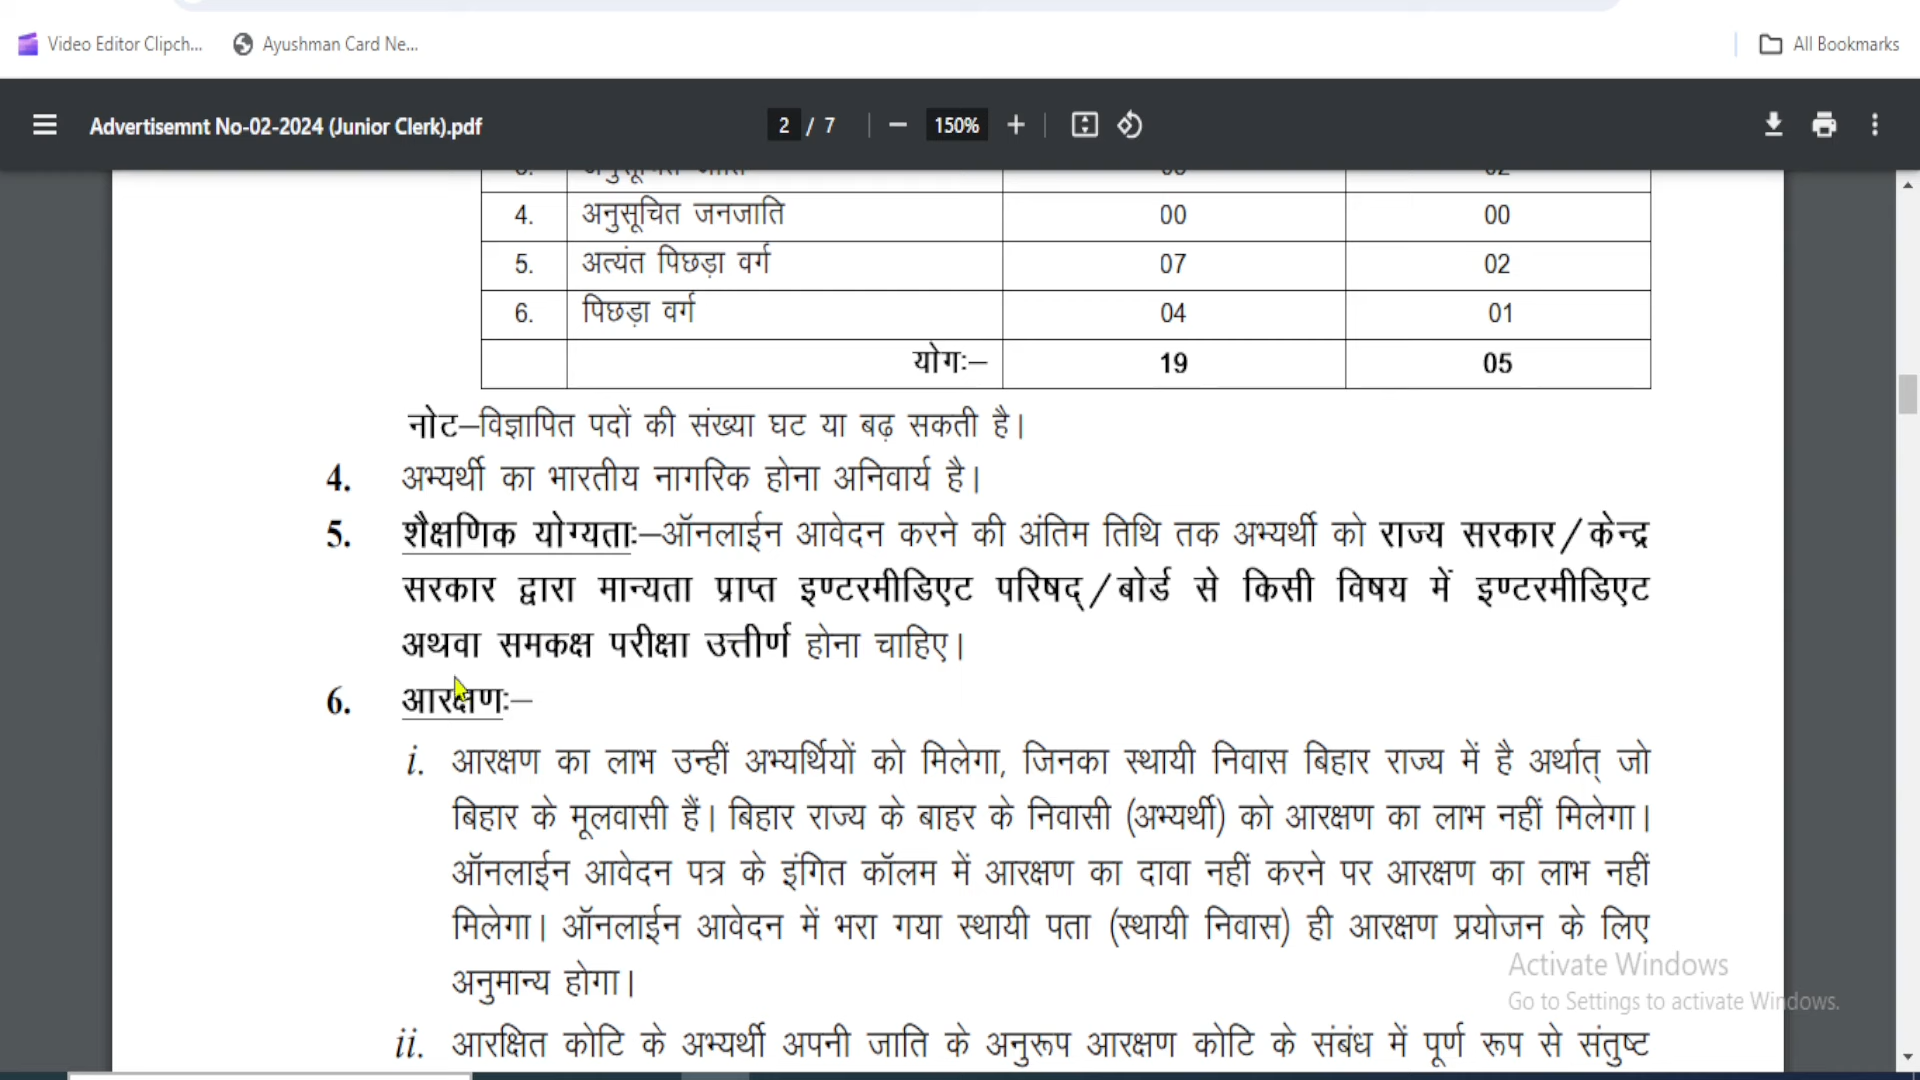 Video Editor Clipch...
Ayushman Card Ne...
All Bookmarks
Advertisemnt No-02-2024 (Junior Clerk).pdf
2 / 7
150%
4. अनुसूचित जनजाति 00 00
5. अत्यंत पिछड़ा वर्ग 07 02
6. पिछड़ा वर्ग 04 01
योगः– 19 05
नोट–विज्ञापित पदों की संख्या घट या बढ़ सकती है।
4. अभ्यर्थी का भारतीय नागरिक होना अनिवार्य है।
5. शैक्षणिक योग्यताः–ऑनलाईन आवेदन करने की अंतिम तिथि तक अभ्यर्थी को राज्य सरकार/केन्द्र
सरकार द्वारा मान्यता प्राप्त इण्टरमीडिएट परिषद्/बोर्ड से किसी विषय में इण्टरमीडिएट
अथवा समकक्ष परीक्षा उत्तीर्ण होना चाहिए।
6. आरक्षणः–
i. आरक्षण का लाभ उन्हीं अभ्यर्थियों को मिलेगा, जिनका स्थायी निवास बिहार राज्य में है अर्थात् जो
बिहार के मूलवासी हैं। बिहार राज्य के बाहर के निवासी (अभ्यर्थी) को आरक्षण का लाभ नहीं मिलेगा।
ऑनलाईन आवेदन पत्र के इंगित कॉलम में आरक्षण का दावा नहीं करने पर आरक्षण का लाभ नहीं
मिलेगा। ऑनलाईन आवेदन में भरा गया स्थायी पता (स्थायी निवास) ही आरक्षण प्रयोजन के लिए
अनुमान्य होगा।
Activate Windows
Go to Settings to activate Windows.
ii. आरक्षित कोटि के अभ्यर्थी अपनी जाति के अनुरूप आरक्षण कोटि के संबंध में पूर्ण रूप से संतुष्ट